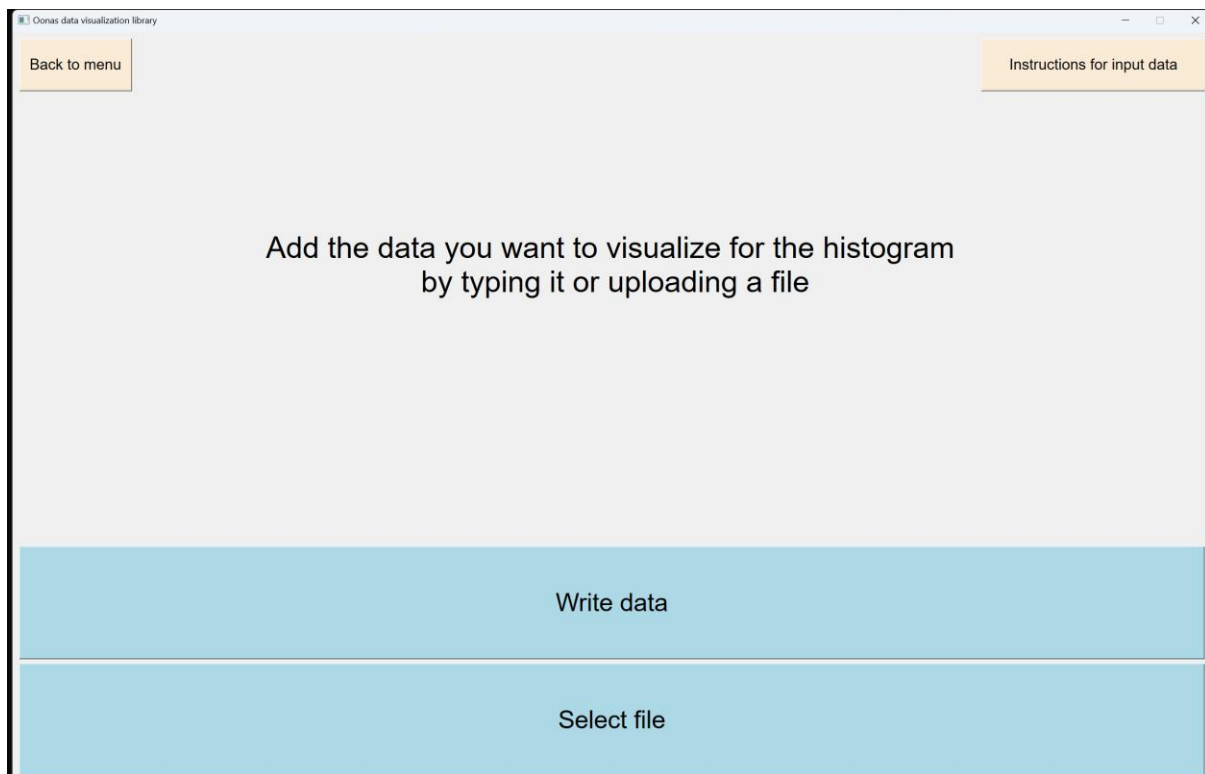 Oonas data visualization library
Back to menu
Instructions for input data
Add the data you want to visualize for the histogram
by typing it or uploading a file
Write data
Select file